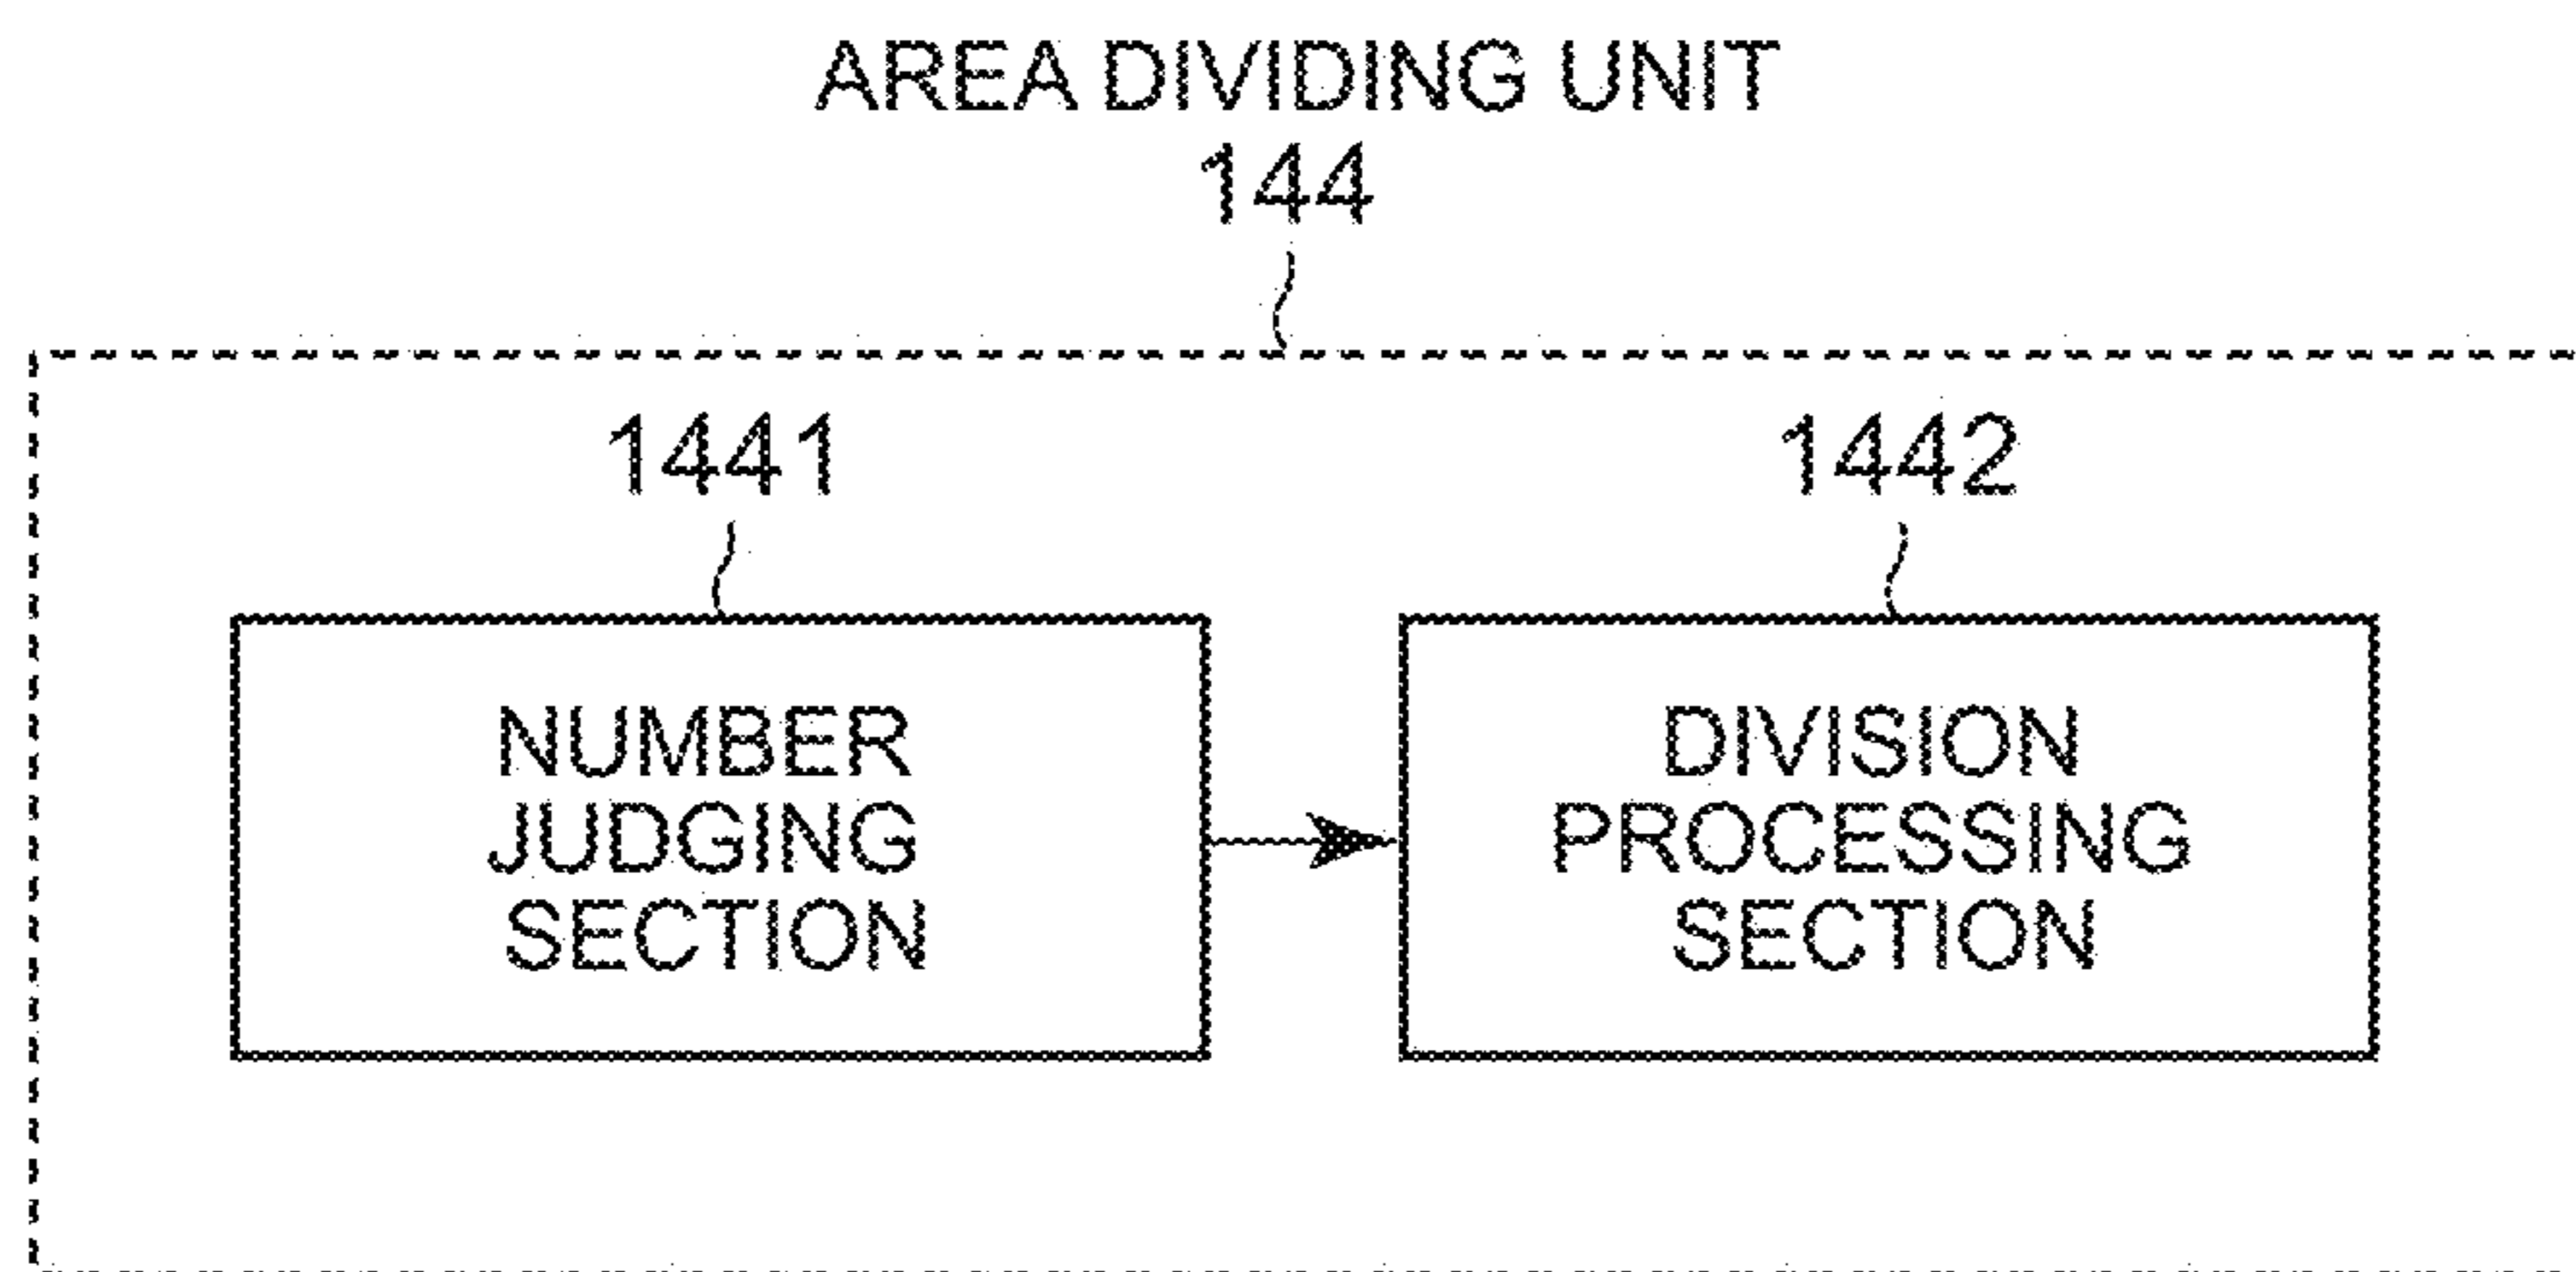 AREA DIVIDING UNIT
144
1441
1442
NUMBER
JUDGING
SECTION
DIVISION
PROCESSING
SECTION